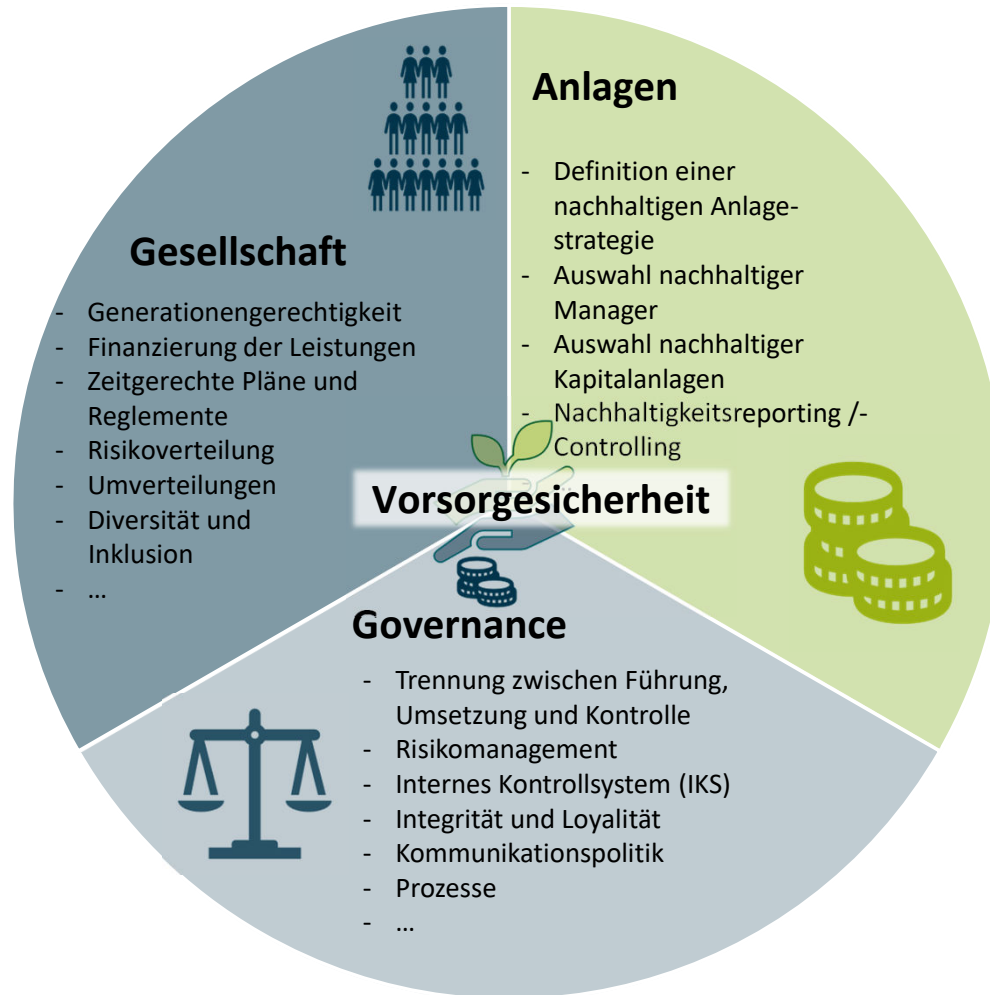 Gesellschaft
- Generationengerechtigkeit
- Finanzierung der Leistungen
- Zeitgerechte Pläne und
Reglemente
- Risikoverteilung
- Umverteilungen
- Diversität und
Inklusion
- …
Anlagen
- Definition einer
nachhaltigen Anlage-
strategie
- Auswahl nachhaltiger
Manager
- Auswahl nachhaltiger
Kapitalanlagen
- Nachhaltigkeitsreporting /-
Controlling
- …
Vorsorgesicherheit
Governance
- Trennung zwischen Führung,
Umsetzung und Kontrolle
- Risikomanagement
- Internes Kontrollsystem (IKS)
- Integrität und Loyalität
- Kommunikationspolitik
- Prozesse
- …